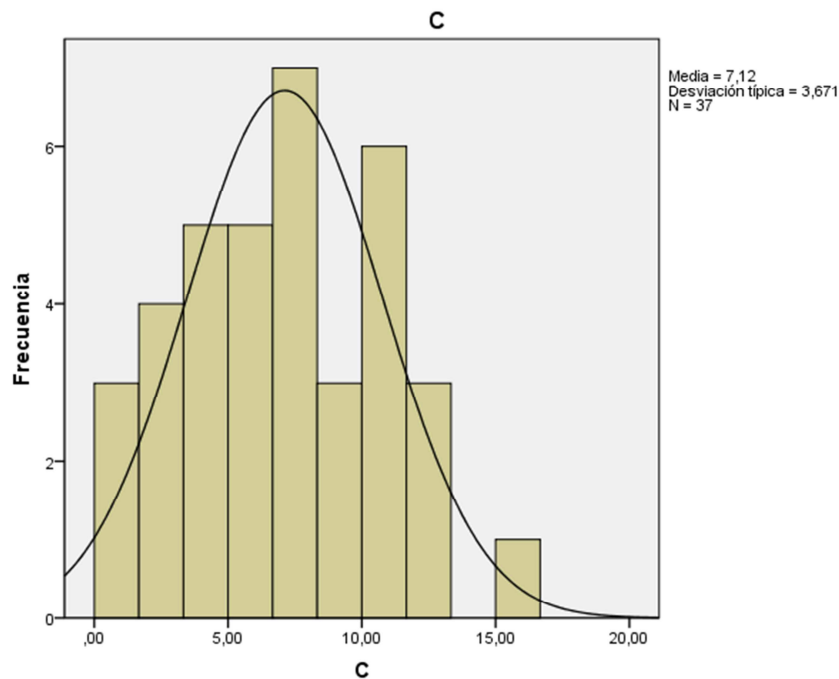 C
Media = 7,12
Desviación típica = 3,671
N = 37
Frecuencia
6
4
2
0
,00
5,00
10,00
15,00
20,00
C